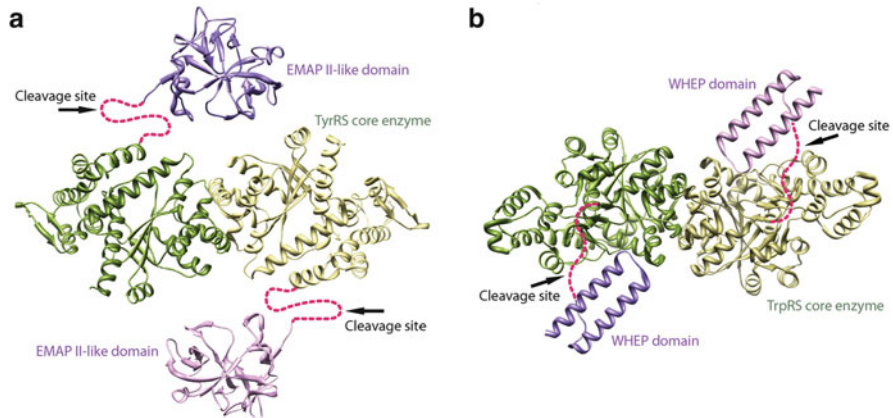 a
EMAP II-like domain
Cleavage site
TyrRS core enzyme
Cleavage site
EMAP II-like domain
b
WHEP domain
Cleavage site
Cleavage site
TrpRS core enzyme
WHEP domain